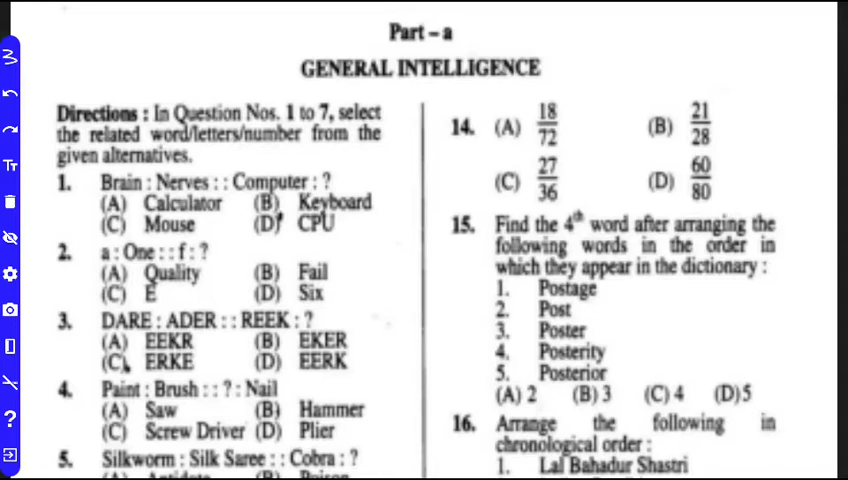 Part – a
GENERAL INTELLIGENCE
Directions : In Question Nos. 1 to 7, select
the related word/letters/number from the
given alternatives.
1. Brain : Nerves : : Computer : ?
(A) Calculator (B) Keyboard
(C) Mouse (D) CPU
2. a : One : : f : ?
(A) Quality (B) Fail
(C) E (D) Six
3. DARE : ADER : : REEK : ?
(A) EEKR (B) EKER
(C) ERKE (D) EERK
4. Paint : Brush : : ? : Nail
(A) Saw (B) Hammer
(C) Screw Driver (D) Plier
5. Silkworm : Silk Saree : : Cobra : ?
(A) Antidote (B) Poison
14. (A) 18/72 (B) 21/28
(C) 27/36 (D) 60/80
15. Find the 4th word after arranging the
following words in the order in
which they appear in the dictionary :
1. Postage
2. Post
3. Poster
4. Posterity
5. Posterior
(A) 2 (B) 3 (C) 4 (D) 5
16. Arrange the following in
chronological order :
1. Lal Bahadur Shastri